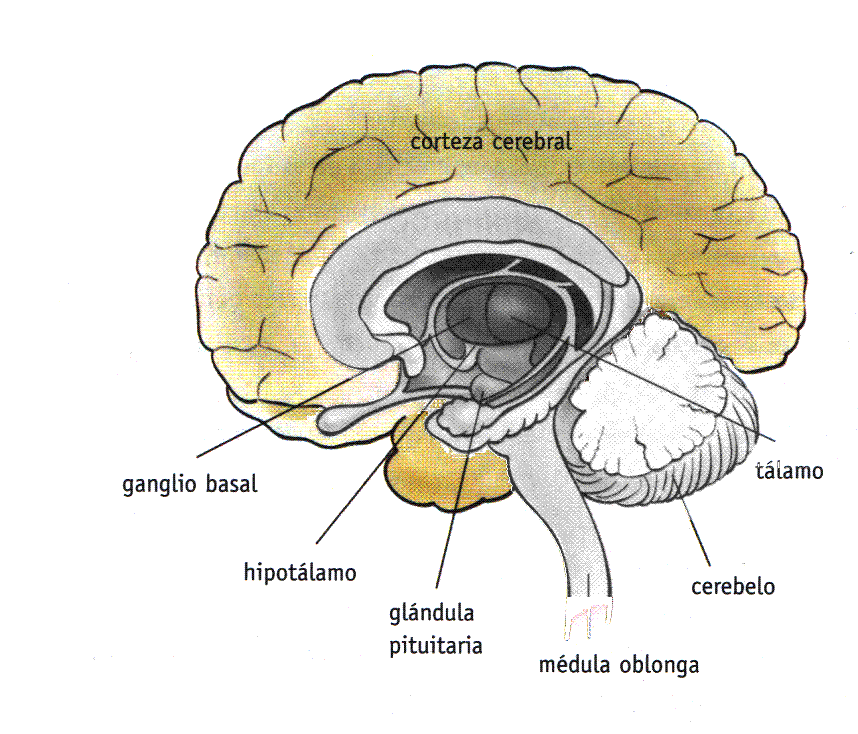 corteza cerebral
ganglio basal
tálamo
hipotálamo
cerebelo
glándula
pituitaria
médula oblonga